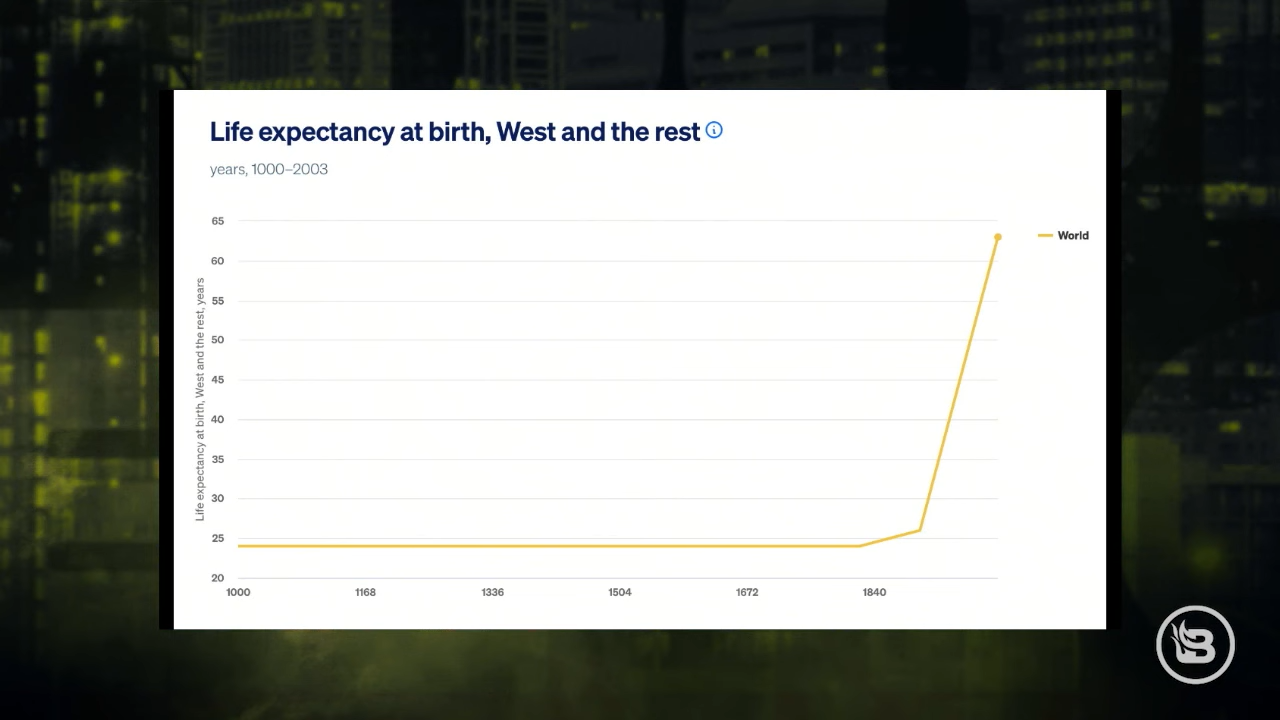 Life expectancy at birth, West and the rest
years, 1000–2003
65
60
55
50
45
40
35
30
25
20
Life expectancy at birth, West and the rest, years
1000 1168 1336 1504 1672 1840
World
B